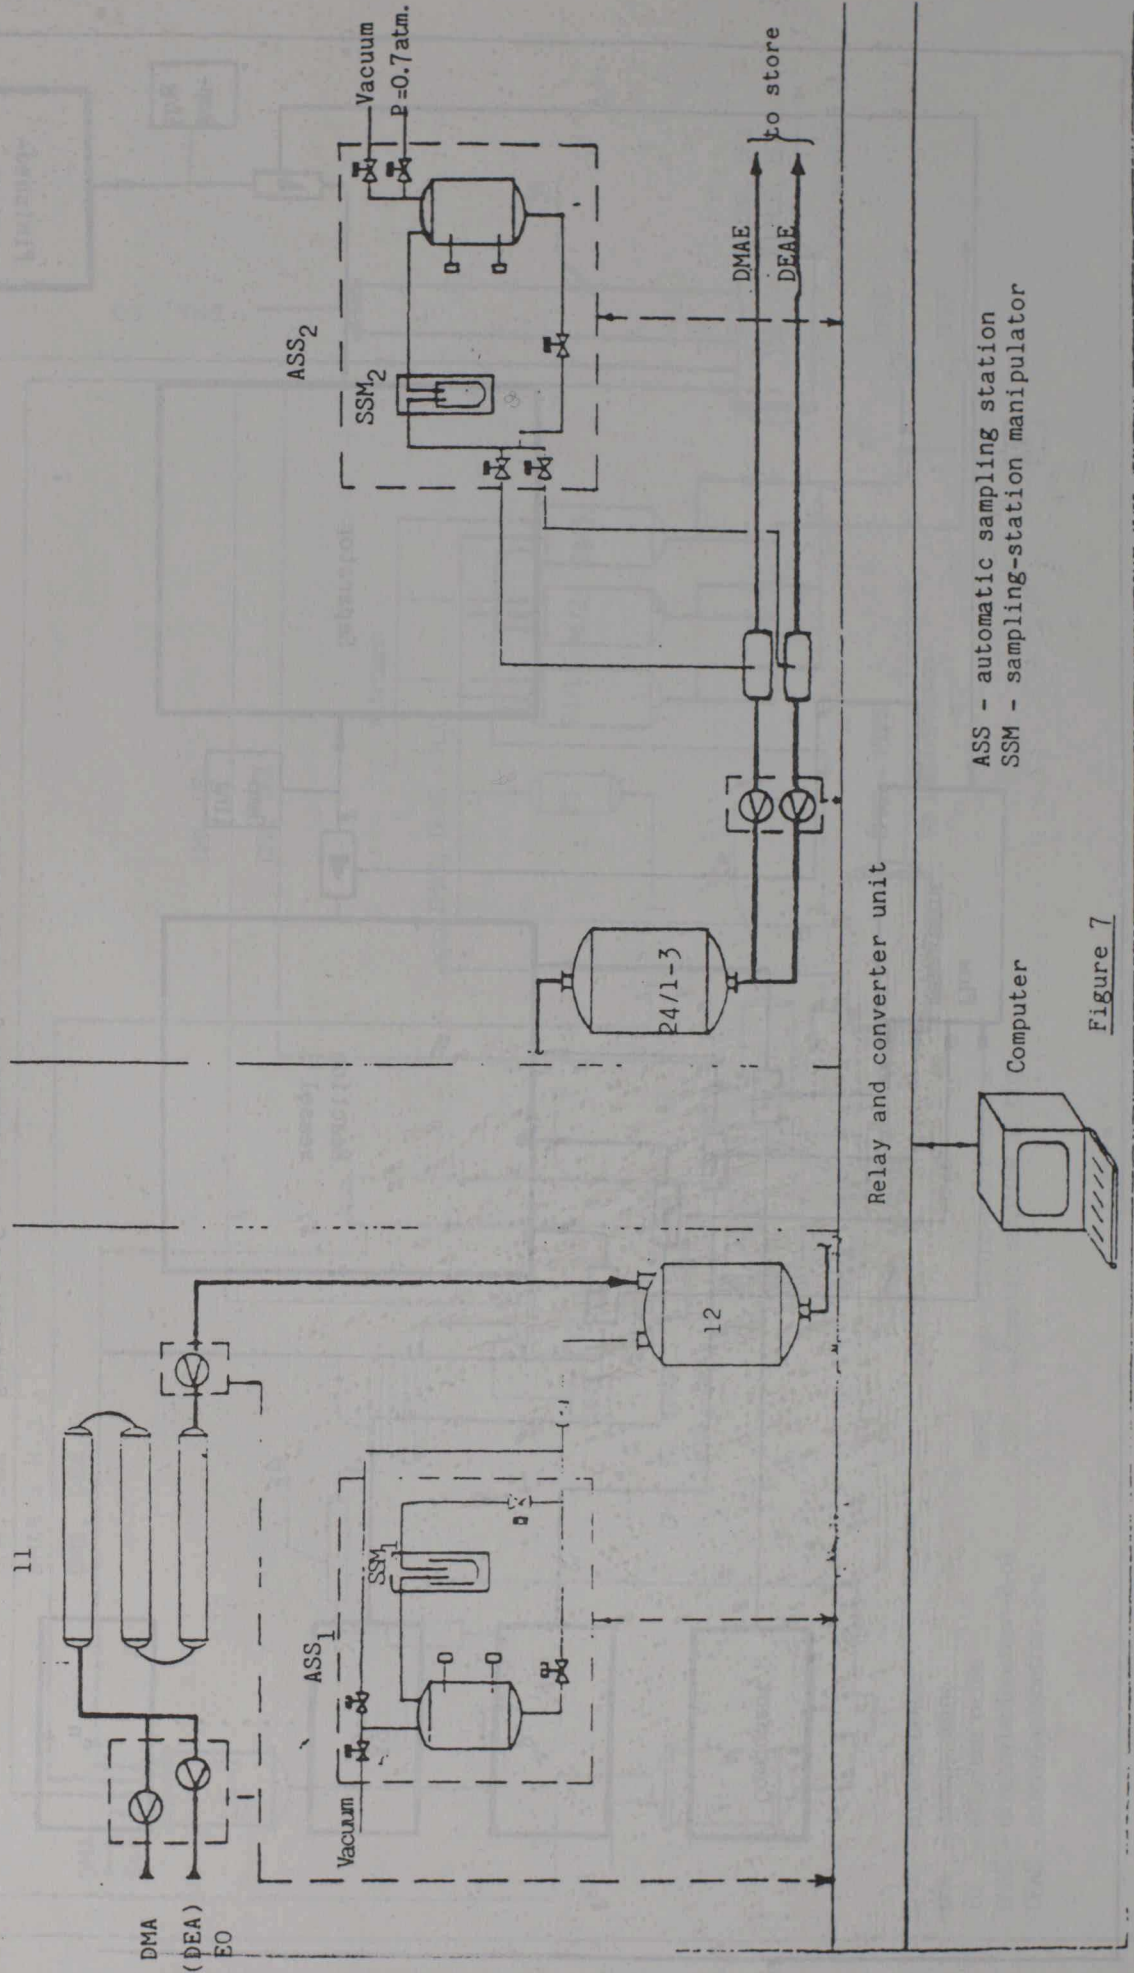 11
DMA
(DEA)
EO
ASS1
SSM1
Vacuum
12
24/1-3
ASS2
SSM2
Vacuum
P=0.7atm.
DMAE
DEAE
to store
Relay and converter unit
Computer
ASS - automatic sampling station
SSM - sampling-station manipulator
Figure 7